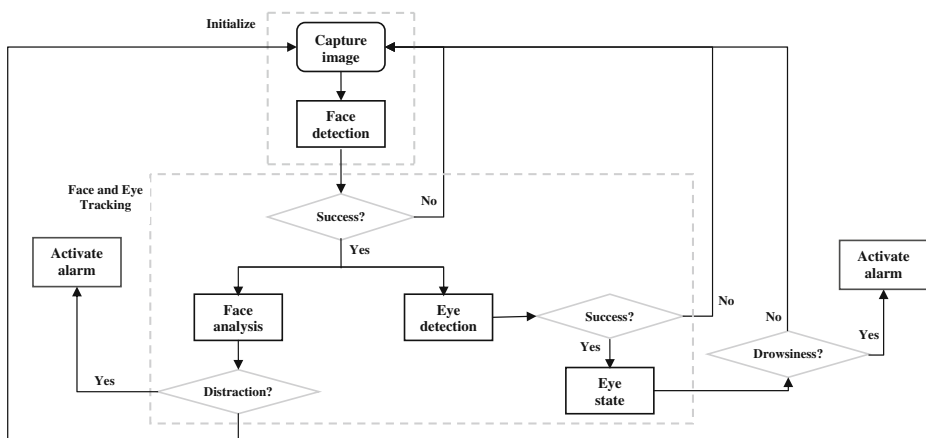 Initialize
Capture
image
Face
detection
Face and Eye
Tracking
Success?
No
Yes
Activate
alarm
Face
analysis
Eye
detection
Success?
No
Yes
Eye
state
Distraction?
Yes
Drowsiness?
No
Yes
Activate
alarm